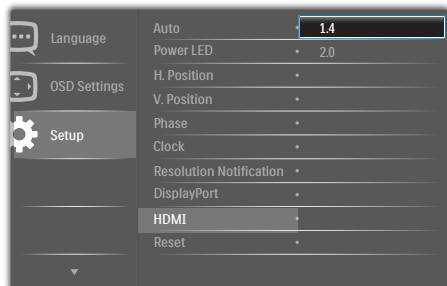 Language
OSD Settings
Setup
Auto
Power LED
H. Position
V. Position
Phase
Clock
Resolution Notification
DisplayPort
HDMI
Reset
1.4
2.0